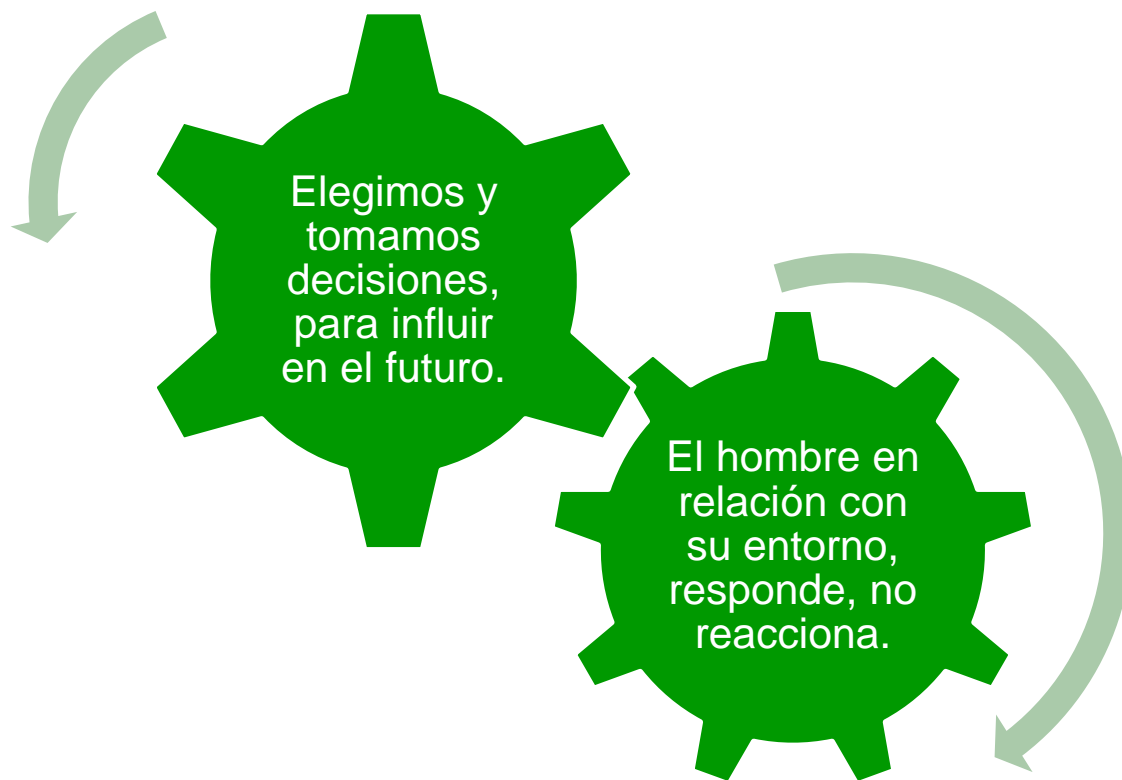 Elegimos y
tomamos
decisiones,
para influir
en el futuro.
El hombre en
relación con
su entorno,
responde, no
reacciona.